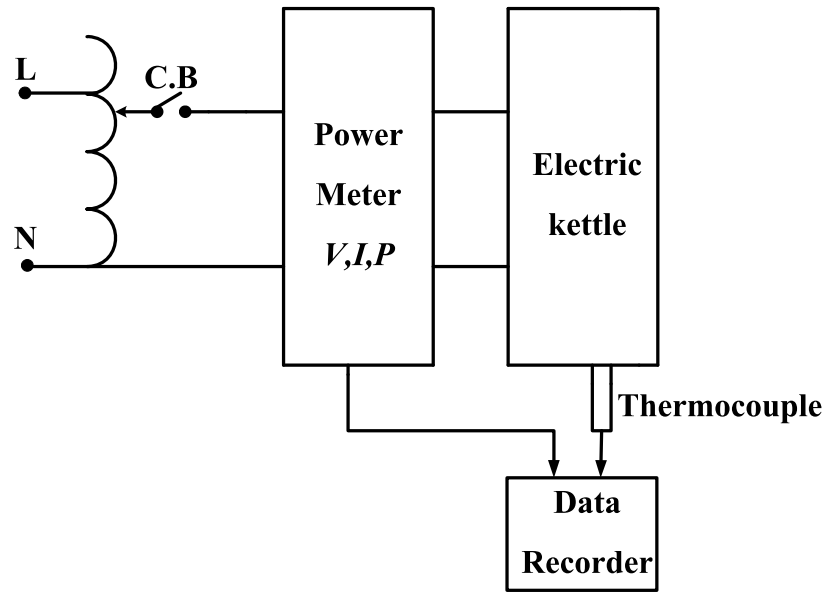 L
C.B
N
Power
Meter
V,I,P
Electric
kettle
Thermocouple
Data
Recorder